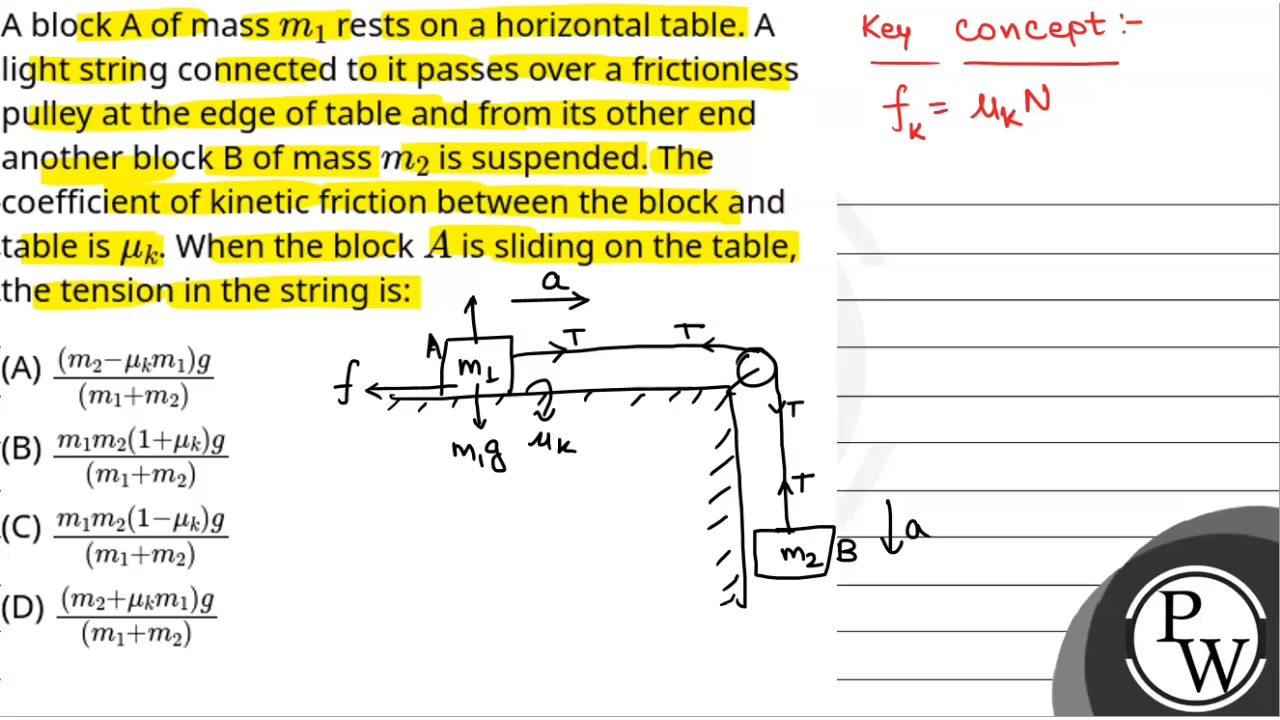 A block A of mass m₁ rests on a horizontal table. A
light string connected to it passes over a frictionless
pulley at the edge of table and from its other end
another block B of mass m₂ is suspended. The
coefficient of kinetic friction between the block and
table is μₖ. When the block A is sliding on the table,
the tension in the string is:
(A) (m₂−μₖm₁)g/(m₁+m₂)
(B) m₁m₂(1+μₖ)g/(m₁+m₂)
(C) m₁m₂(1−μₖ)g/(m₁+m₂)
(D) (m₂+μₖm₁)g/(m₁+m₂)
Key concept :-
fₖ = μₖN
a
A
m₁
T
T
f
m₁g
μₖ
T
T
m₂
B
a
PW